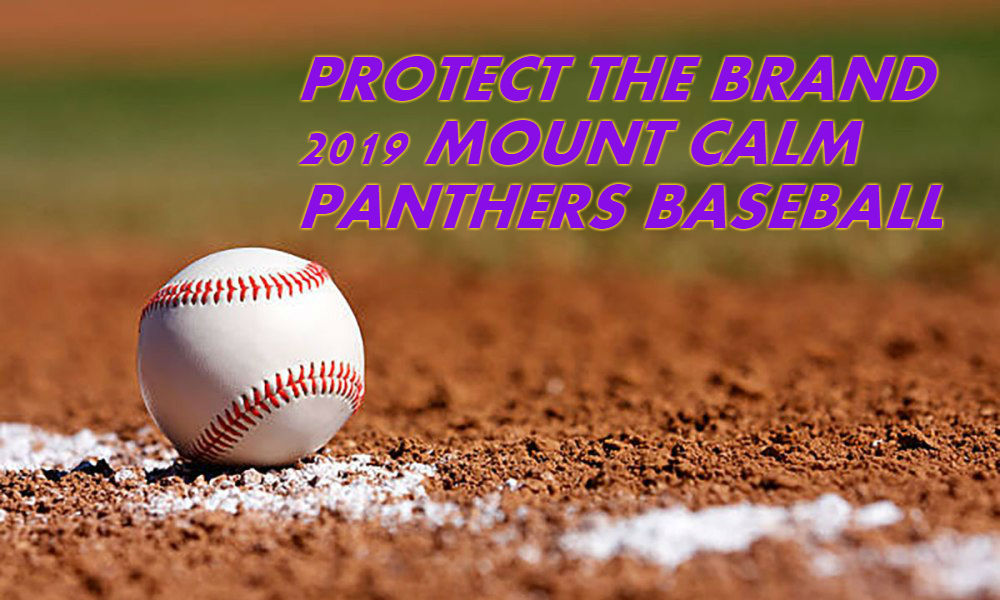 PROTECT THE BRAND
2019 MOUNT CALM
PANTHERS BASEBALL